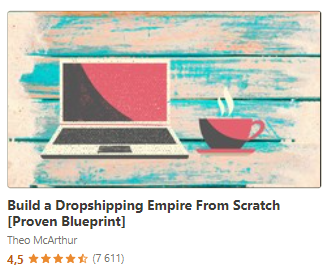 Build a Dropshipping Empire From Scratch
[Proven Blueprint]
Theo McArthur
4,5 (7 611)